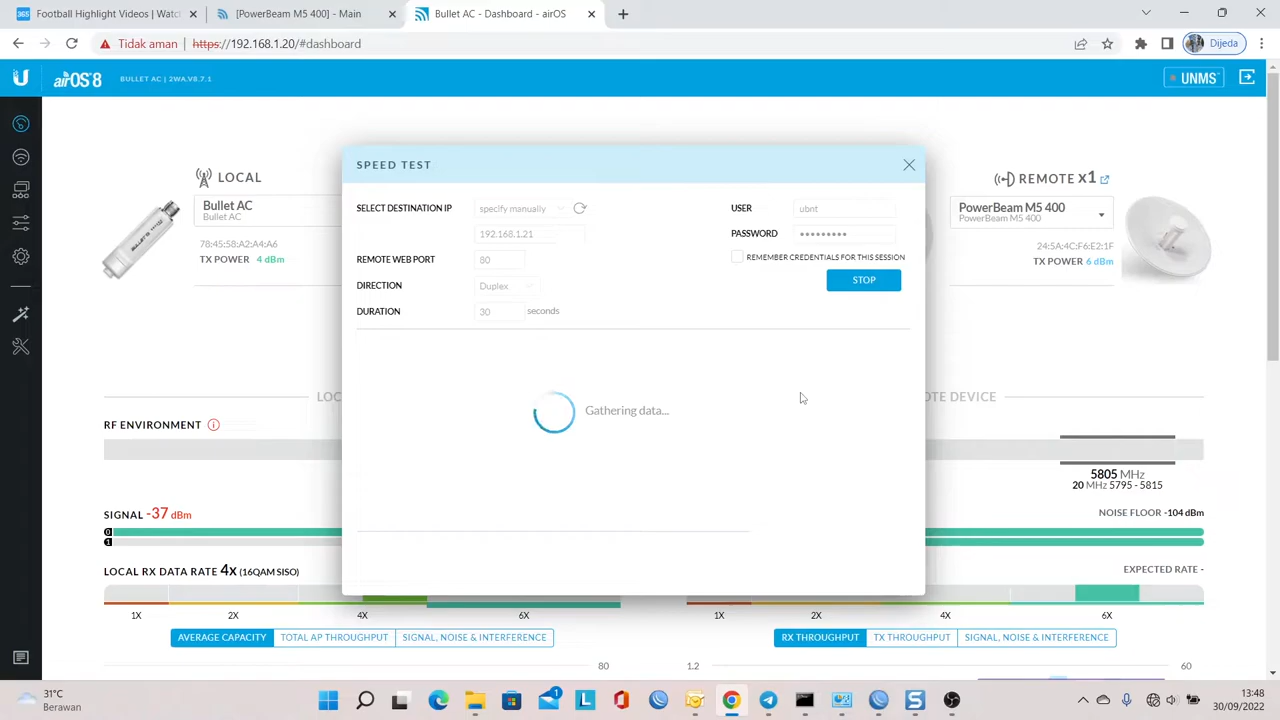 Football Highlights - Watched
[PowerBeam M5 400] - Main
Bullet AC - Dashboard - airOS
Tidak aman
https://192.168.1.20/#dashboard
Dijeda
airOS 8
BULLET AC | 2WA.V8.7.1
UNMS
SPEED TEST
LOCAL
REMOTE x1
Bullet AC
Bullet AC
PowerBeam M5 400
PowerBeam M5 400
78:45:58:A2:A4:A6
TX POWER 4 dBm
24:5A:4C:F6:E2:1F
TX POWER 6 dBm
SELECT DESTINATION IP
specify manually
192.168.1.21
USER
ubnt
PASSWORD
•••••••••
REMEMBER CREDENTIALS FOR THIS SESSION
REMOTE WEB PORT
80
DIRECTION
Duplex
STOP
DURATION
30
seconds
Gathering data...
LOC
OTE DEVICE
RF ENVIRONMENT
5805 MHz
20 MHz 5795 - 5815
SIGNAL -37 dBm
NOISE FLOOR -104 dBm
0
1
LOCAL RX DATA RATE 4x (16QAM SISO)
EXPECTED RATE -
1X
2X
4X
6X
1X
2X
4X
6X
AVERAGE CAPACITY
TOTAL AP THROUGHPUT
SIGNAL, NOISE & INTERFERENCE
RX THROUGHPUT
TX THROUGHPUT
SIGNAL, NOISE & INTERFERENCE
80
1.2
60
31°C
Berawan
1
13:48
30/09/2022